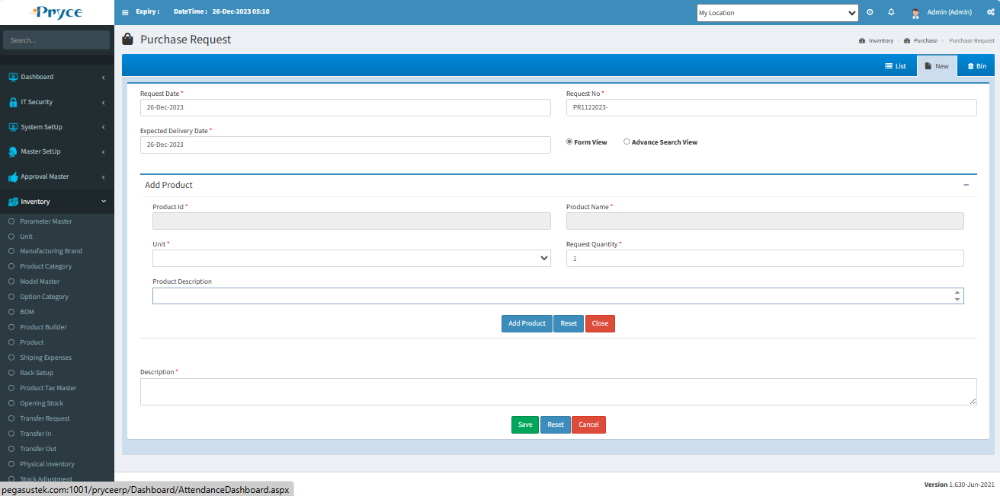 Pryce
Expiry : DateTime : 26-Dec-2023 05:10 My Location Admin (Admin)
Search...
Purchase Request
Inventory Purchase Purchase Request
List New Bin
Dashboard
IT Security
System SetUp
Master SetUp
Approval Master
Inventory
Parameter Master
Unit
Manufacturing Brand
Product Category
Model Master
Option Category
BOM
Product Builder
Product
Shiping Expenses
Rack Setup
Product Tax Master
Opening Stock
Transfer Request
Transfer In
Transfer Out
Physical Inventory
Stock Adjustment
Request Date *
26-Dec-2023
Request No *
PR1122023-
Expected Delivery Date *
26-Dec-2023
Form View Advance Search View
Add Product
Product Id *
Product Name *
Unit *
Request Quantity *
1
Product Description
Add Product Reset Close
Description *
Save Reset Cancel
Version 1.630-Jun-2021
pegasustek.com:1001/pryceerp/Dashboard/AttendanceDashboard.aspx